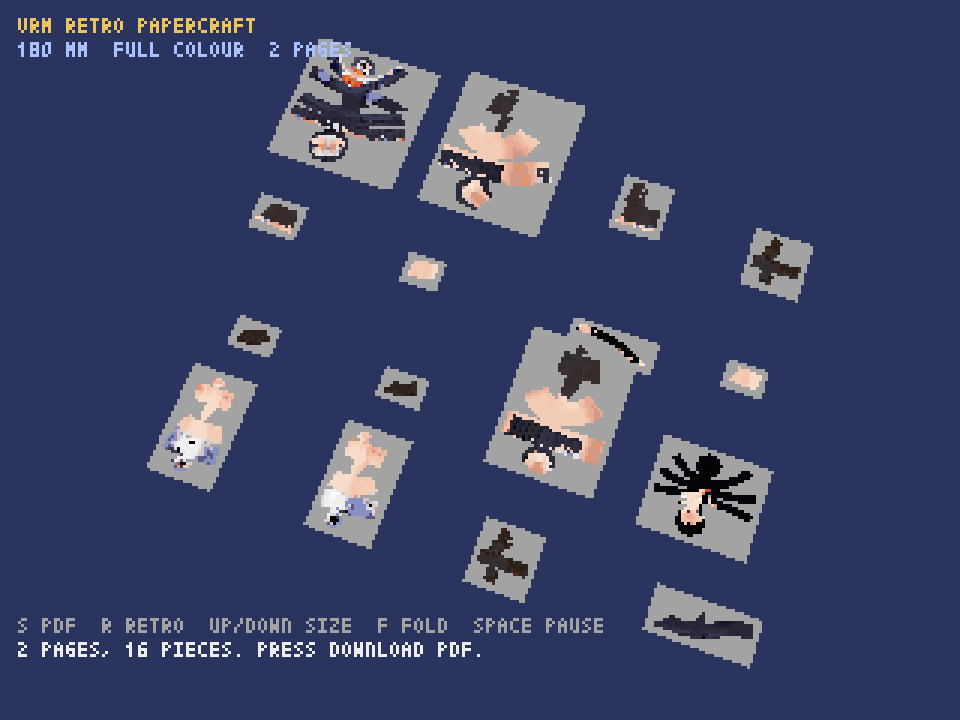 VRM RETRO PAPERCRAFT
180 MM  FULL COLOUR  2 PAGES
S PDF  R RETRO  UP/DOWN SIZE  F FOLD  SPACE PAUSE
2 PAGES, 16 PIECES. PRESS DOWNLOAD PDF.